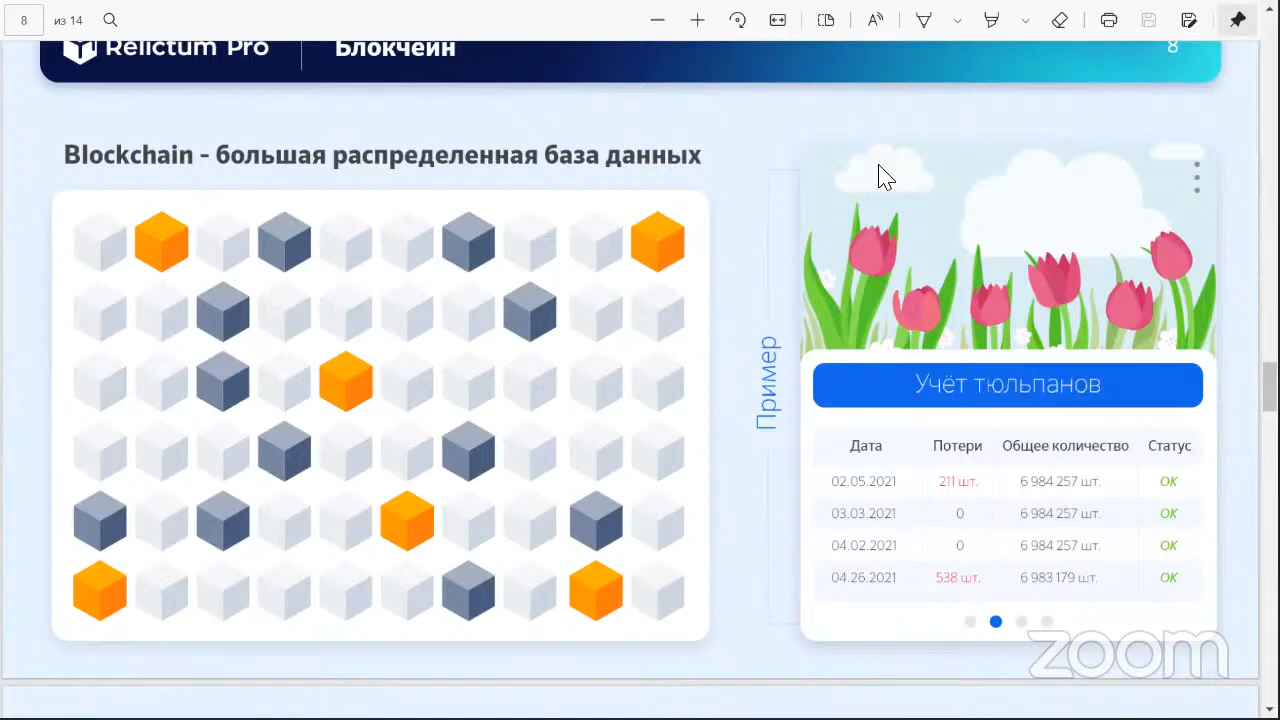 8 из 14
Relictum Pro
Блокчейн
8
Blockchain - большая распределенная база данных
Пример
Учёт тюльпанов
Дата Потери Общее количество Статус
02.05.2021 211 шт. 6 984 257 шт. OK
03.03.2021 0 6 984 257 шт. OK
04.02.2021 0 6 984 257 шт. OK
04.26.2021 538 шт. 6 983 179 шт. OK
zoom